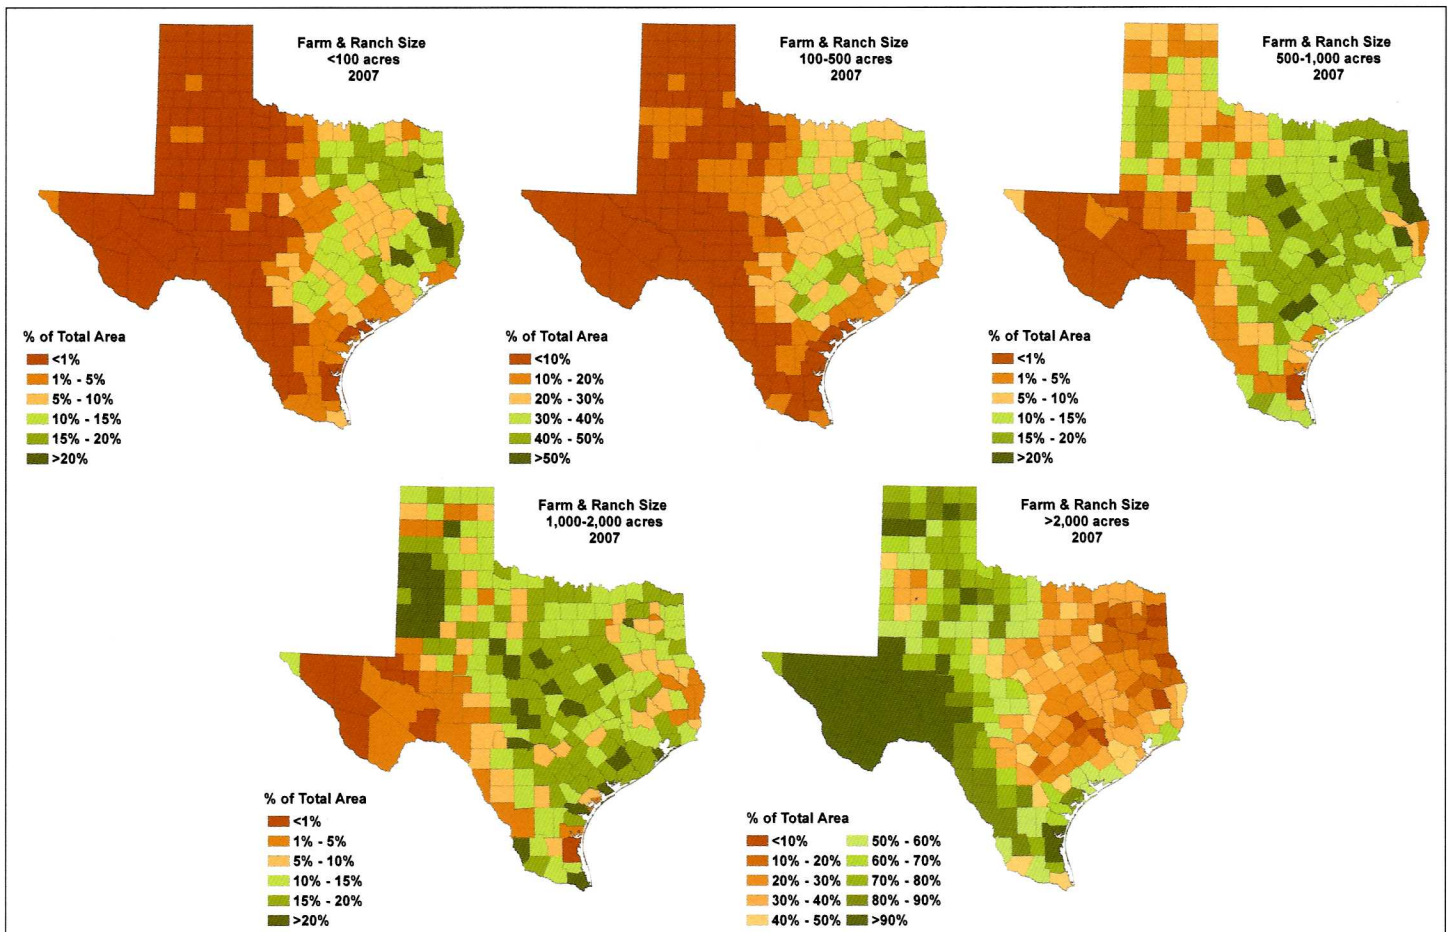 Farm & Ranch Size
<100 acres
2007
% of Total Area
<1%
1% - 5%
5% - 10%
10% - 15%
15% - 20%
>20%
Farm & Ranch Size
100-500 acres
2007
% of Total Area
<10%
10% - 20%
20% - 30%
30% - 40%
40% - 50%
>50%
Farm & Ranch Size
500-1,000 acres
2007
% of Total Area
<1%
1% - 5%
5% - 10%
10% - 15%
15% - 20%
>20%
Farm & Ranch Size
1,000-2,000 acres
2007
% of Total Area
<1%
1% - 5%
5% - 10%
10% - 15%
15% - 20%
>20%
Farm & Ranch Size
>2,000 acres
2007
% of Total Area
<10%
10% - 20%
20% - 30%
30% - 40%
40% - 50%
50% - 60%
60% - 70%
70% - 80%
80% - 90%
>90%